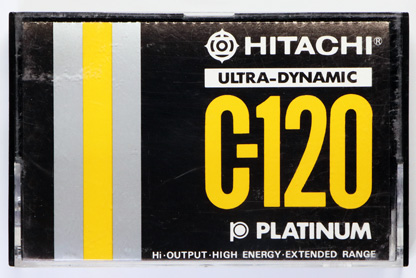 HITACHI®
ULTRA-DYNAMIC
C-120
PLATINUM
Hi·OUTPUT·HIGH ENERGY·EXTENDED RANGE